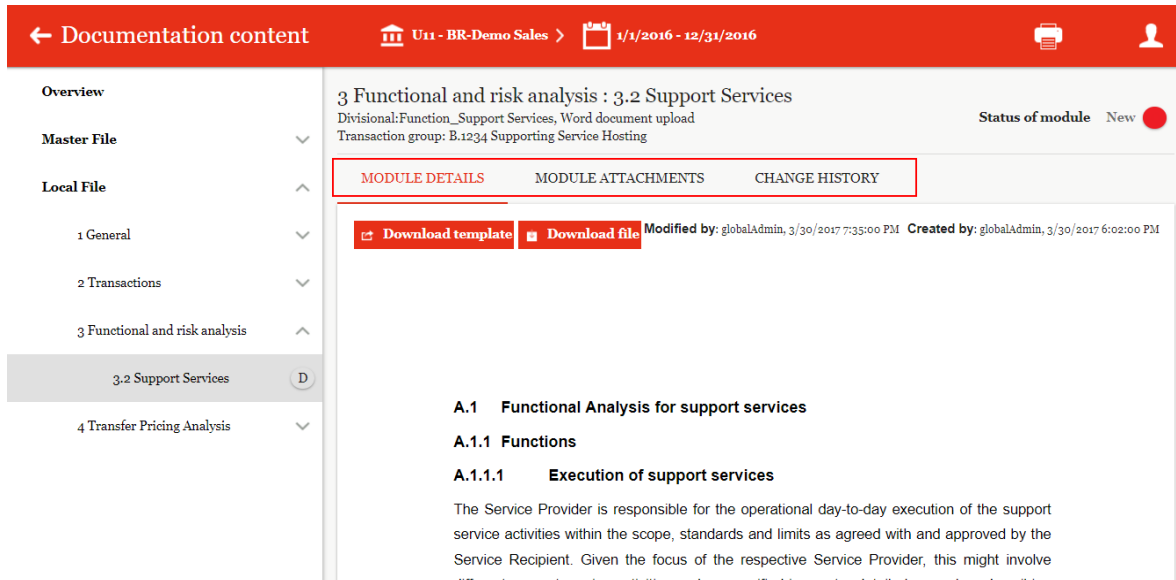 Documentation content
U11 - BR-Demo Sales
1/1/2016 - 12/31/2016
Overview
Master File
Local File
1 General
2 Transactions
3 Functional and risk analysis
3.2 Support Services D
4 Transfer Pricing Analysis
3 Functional and risk analysis : 3.2 Support Services
Divisional:Function_Support Services, Word document upload
Transaction group: B.1234 Supporting Service Hosting
Status of module New
MODULE DETAILS MODULE ATTACHMENTS CHANGE HISTORY
Download template Download file Modified by: globalAdmin, 3/30/2017 7:35:00 PM Created by: globalAdmin, 3/30/2017 6:02:00 PM
A.1 Functional Analysis for support services
A.1.1 Functions
A.1.1.1 Execution of support services
The Service Provider is responsible for the operational day-to-day execution of the support
service activities within the scope, standards and limits as agreed with and approved by the
Service Recipient. Given the focus of the respective Service Provider, this might involve